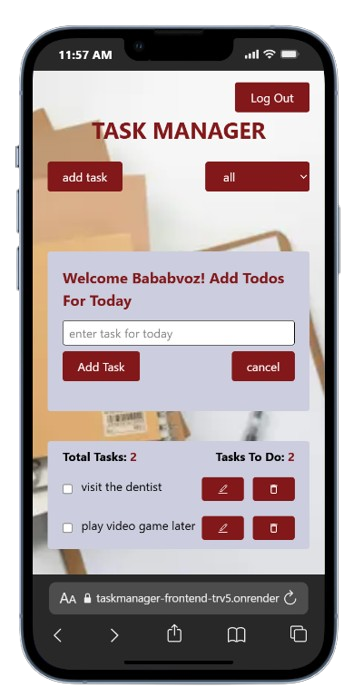 11:57 AM
Log Out
TASK MANAGER
add task
all
Welcome Bababvoz! Add Todos
For Today
enter task for today
Add Task
cancel
Total Tasks: 2
Tasks To Do: 2
visit the dentist
play video game later
AA taskmanager-frontend-trv5.onrender